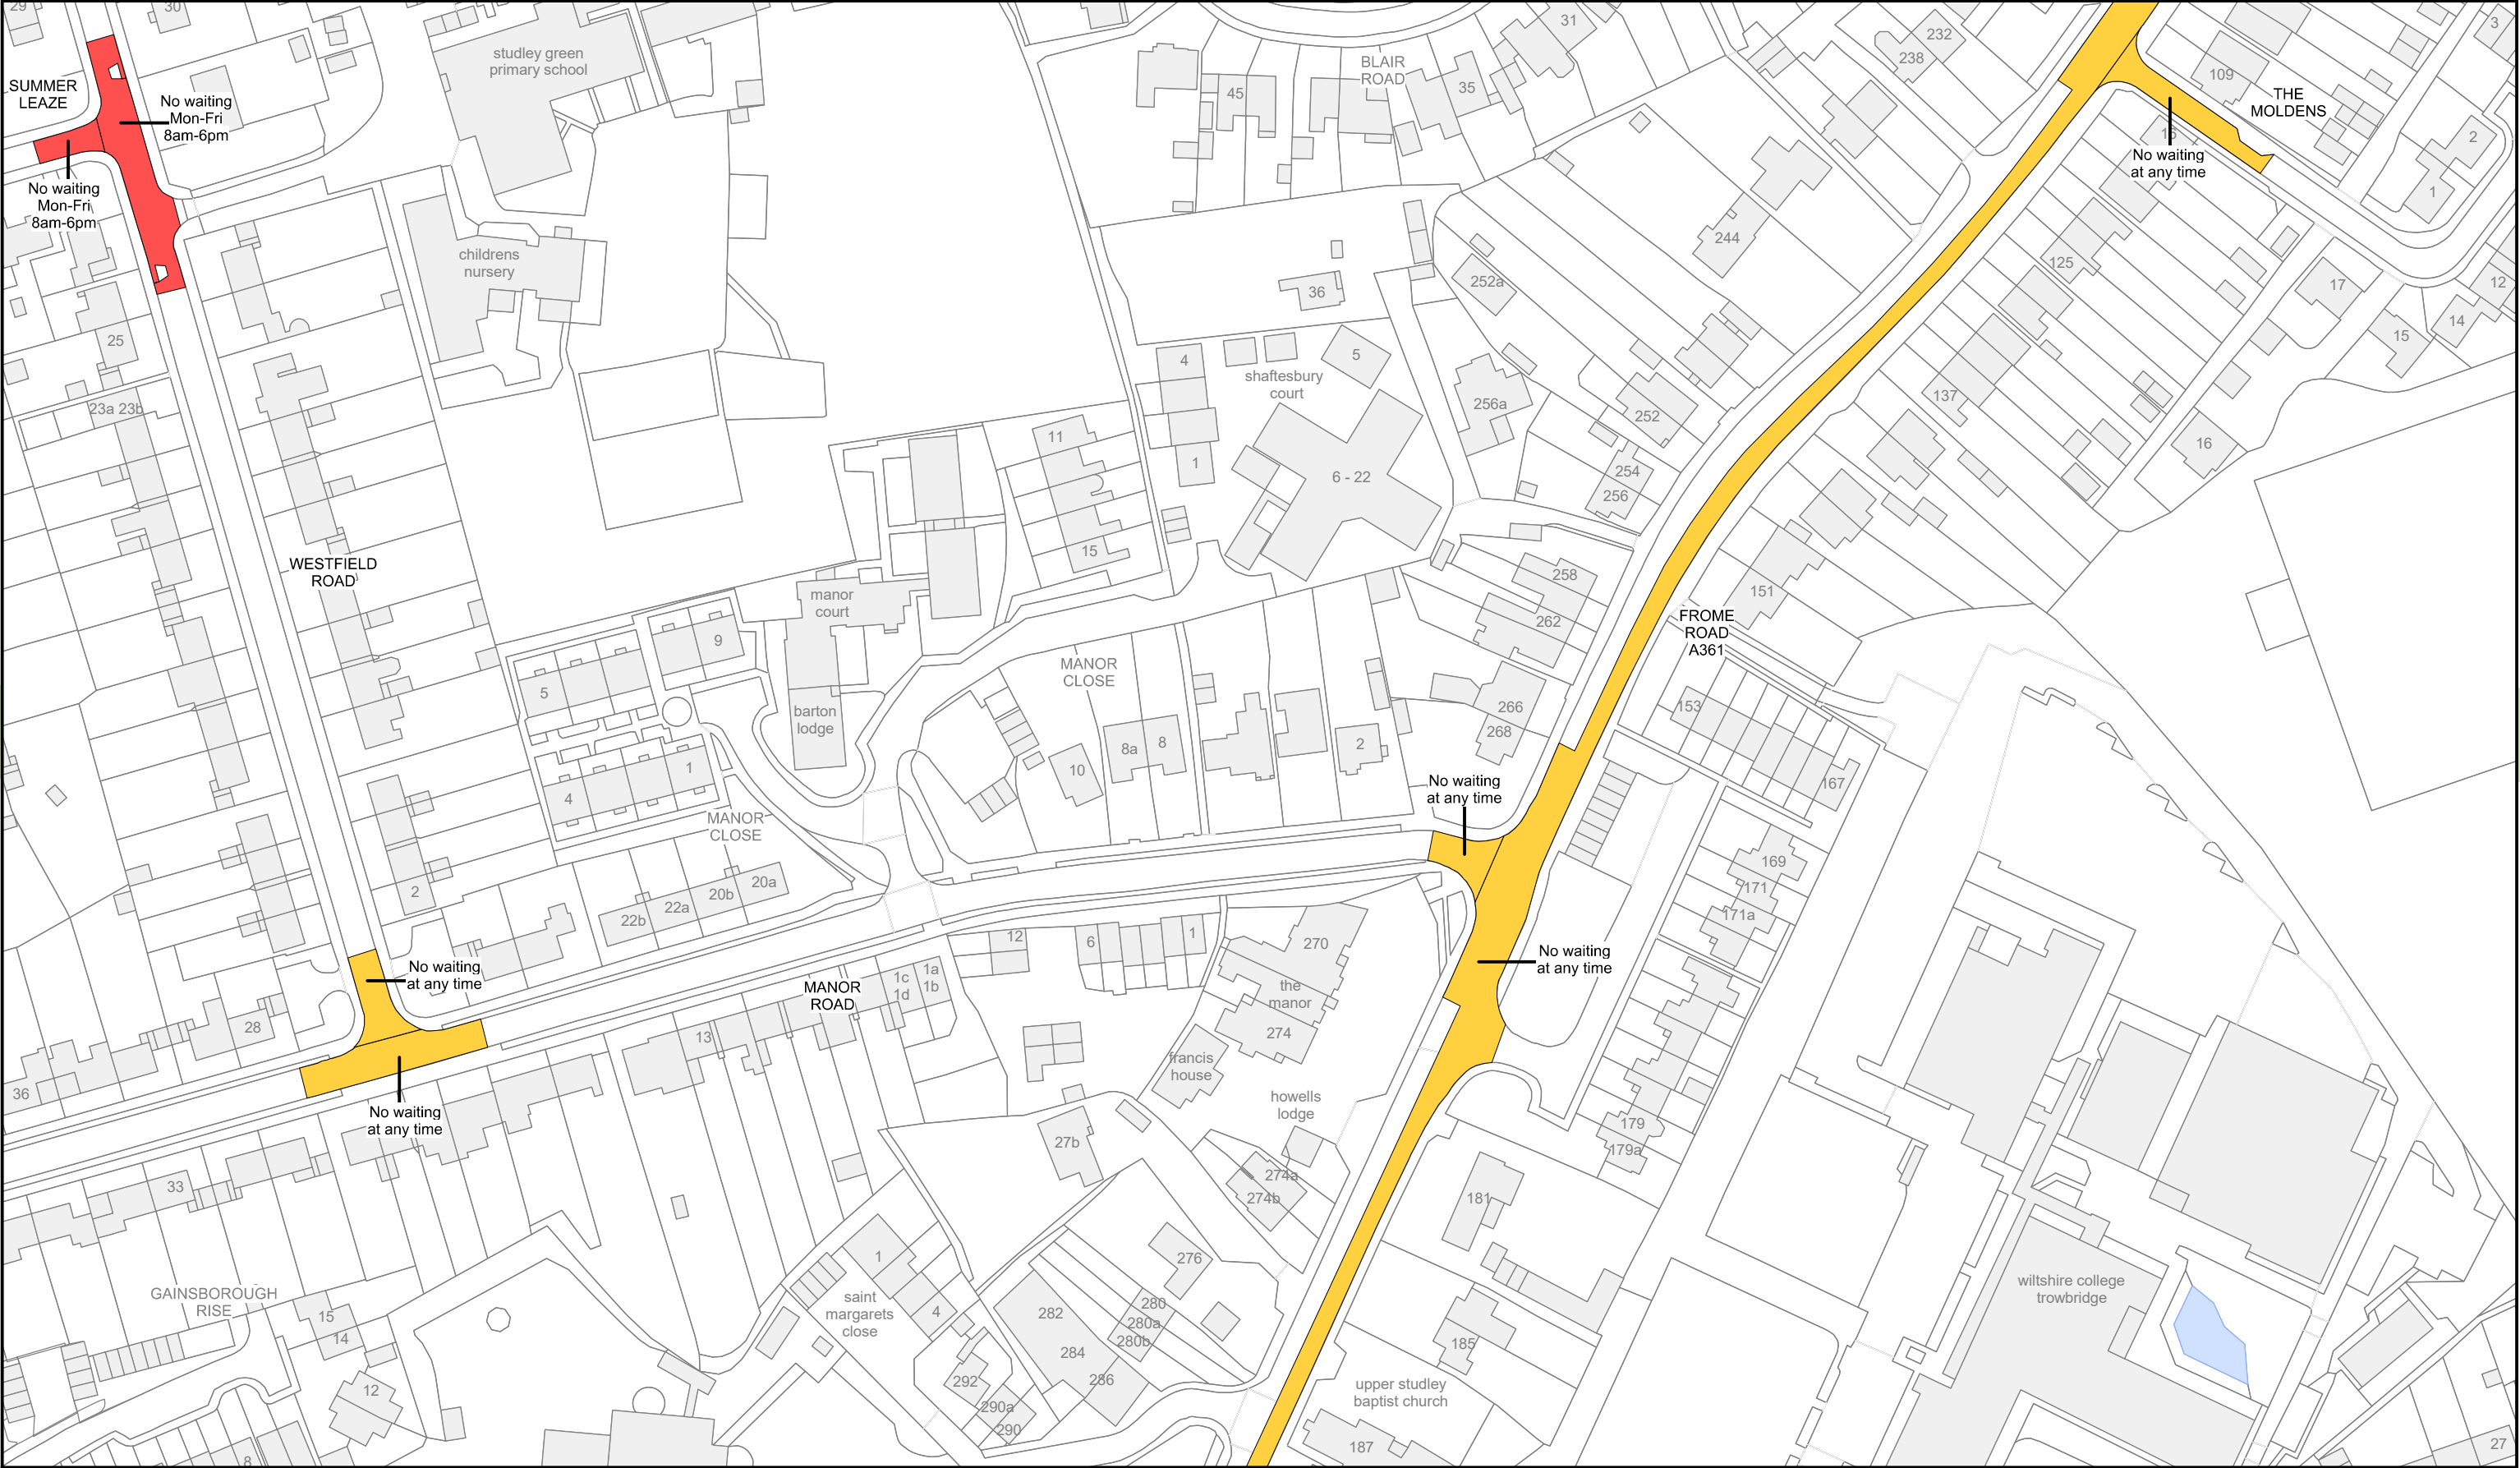 29
30
studley green
primary school
SUMMER
LEAZE
No waiting
Mon-Fri
8am-6pm
No waiting
Mon-Fri
8am-6pm
childrens
nursery
25
23a 23b
WESTFIELD
ROAD
BLAIR
ROAD
31
35
45
232
238
109
THE
MOLDENS
3
2
1
No waiting
at any time
244
252a
36
125
17
12
14
15
4
5
shaftesbury
court
256a
252
137
16
11
1
6 - 22
254
256
15
258
262
151
FROME
ROAD
A361
manor
court
9
MANOR
CLOSE
5
barton
lodge
266
268
153
167
8a
8
2
10
1
4
No waiting
at any time
MANOR
CLOSE
169
171
171a
2
22b
22a
20b
20a
12
6
1
270
No waiting
at any time
No waiting
at any time
MANOR
ROAD
1c
1d
1a
1b
the
manor
274
28
13
francis
house
36
No waiting
at any time
howells
lodge
179
179a
27b
274a
274b
181
33
1
276
GAINSBOROUGH
RISE
15
14
saint
margarets
close
4
282
280
280a
280b
284
286
185
wiltshire college
trowbridge
12
292
290a
290
upper studley
baptist church
187
8
27